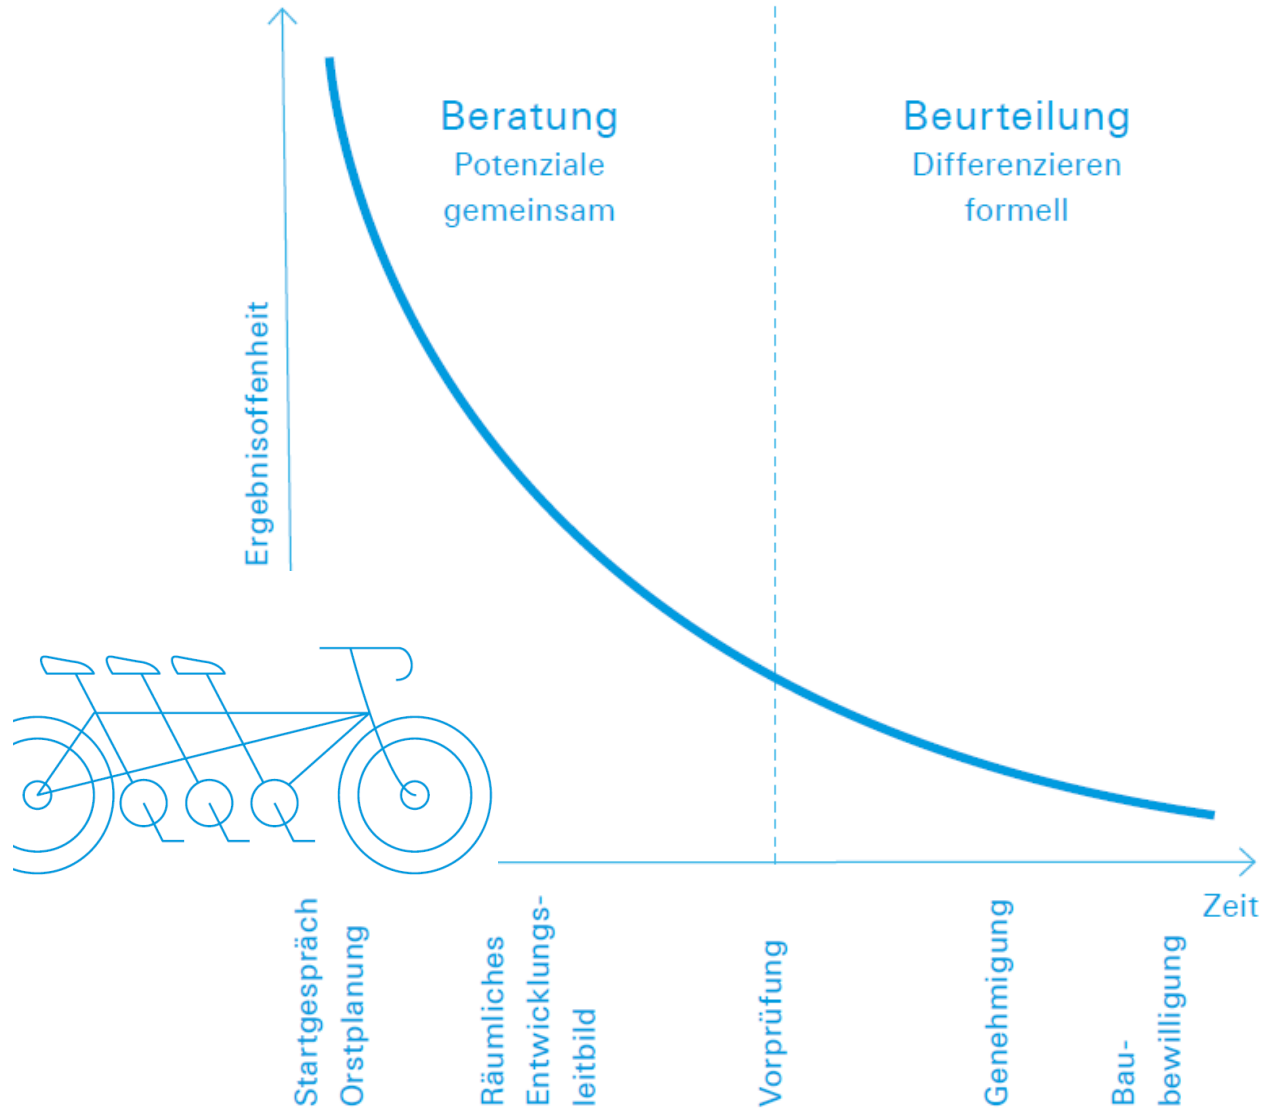 Beratung
Potenziale
gemeinsam
Beurteilung
Differenzieren
formell
Ergebnisoffenheit
Zeit
Startgespräch
Orstplanung
Räumliches
Entwicklungs-
leitbild
Vorprüfung
Genehmigung
Bau-
bewilligung